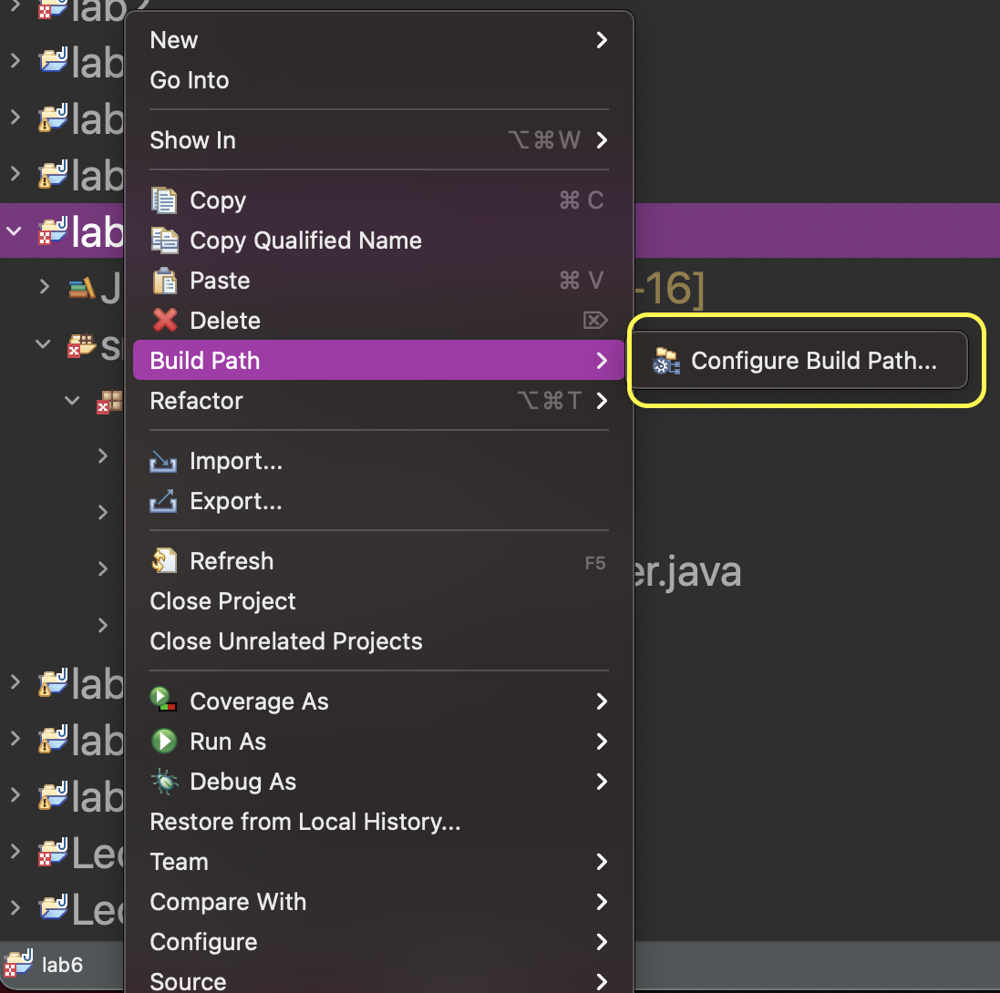 New
Go Into
Show In ⌥⌘W
Copy ⌘ C
Copy Qualified Name
Paste ⌘ V
-16]
Delete
Build Path
Configure Build Path...
Refactor ⌥⌘T
Import...
Export...
Refresh F5
er.java
Close Project
Close Unrelated Projects
Coverage As
Run As
Debug As
Restore from Local History...
Team
Compare With
Configure
lab6
Source
lab
lab
lab
lab
lab
J
lab
lab
lab
Lec
Lec